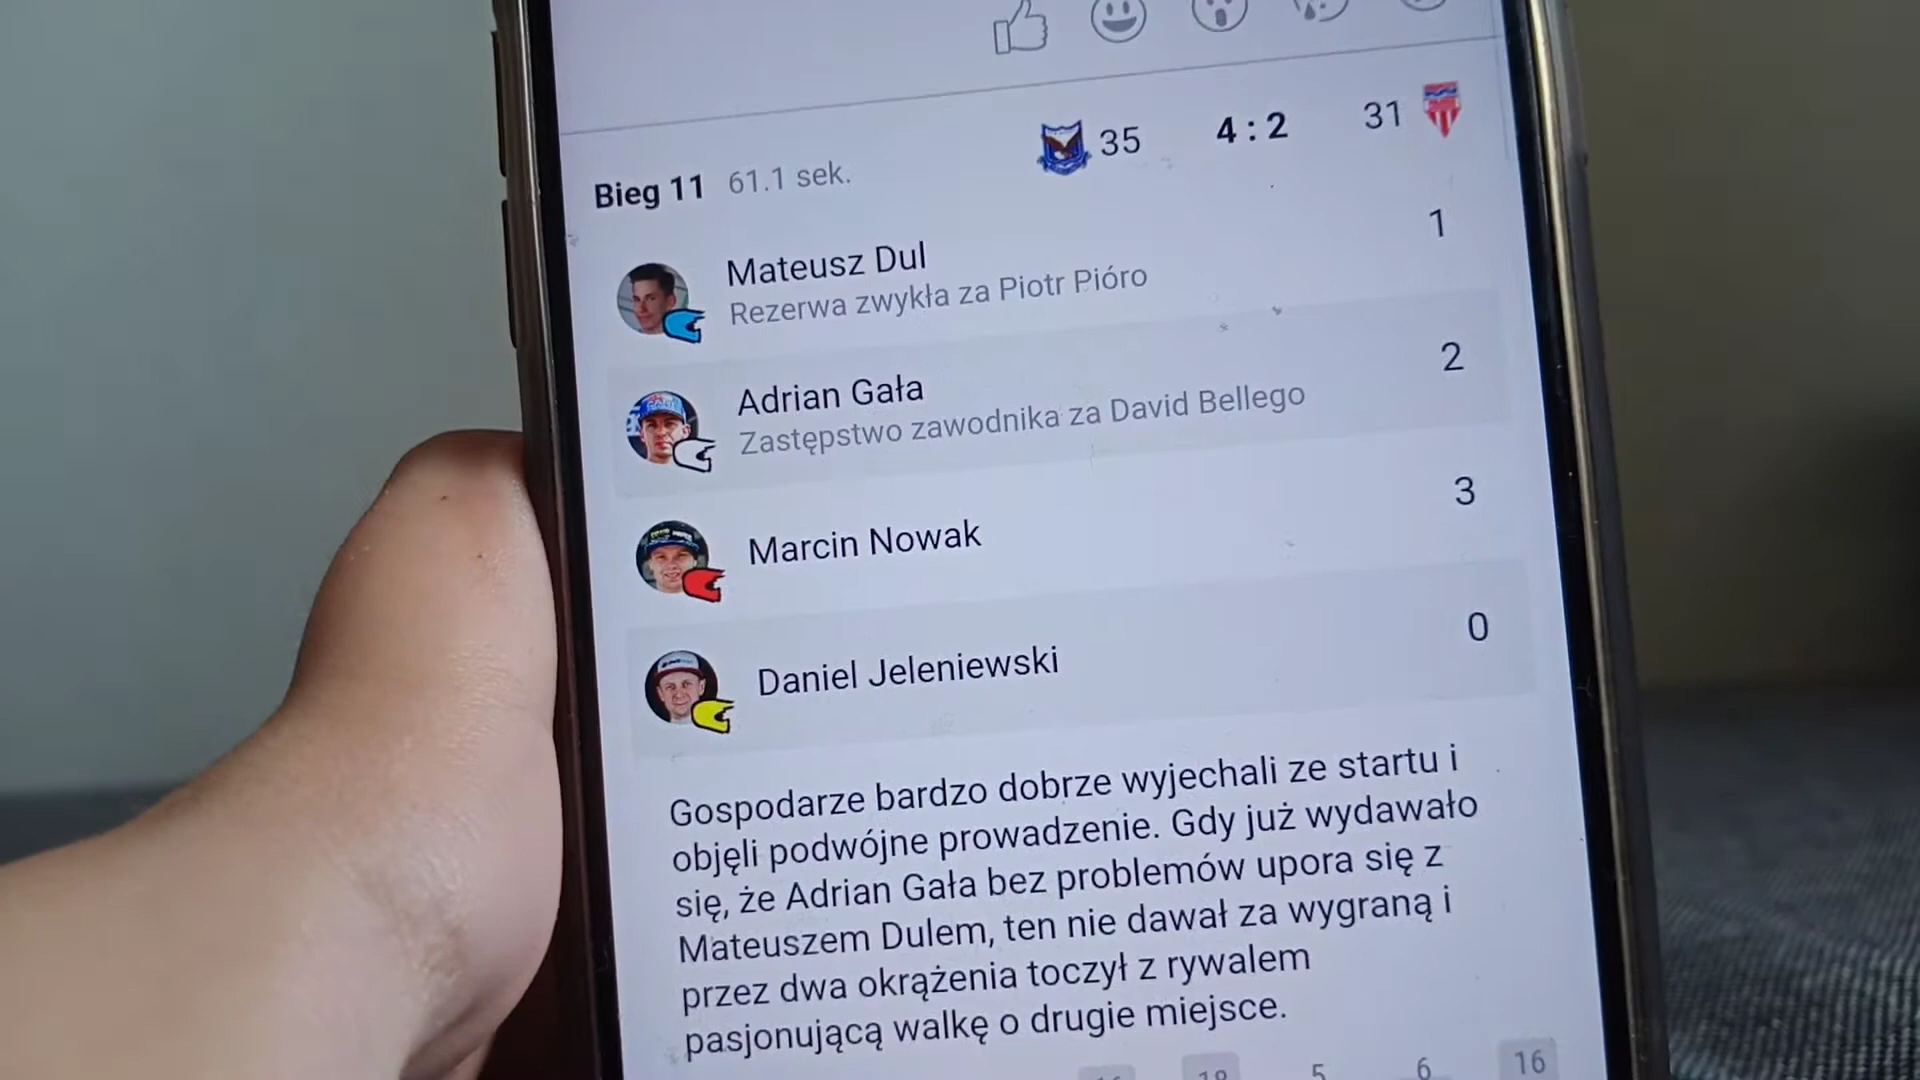 Bieg 11 61.1 sek. 35 4 : 2 31
Mateusz Dul 1
Rezerwa zwykła za Piotr Pióro
Adrian Gała 2
Zastępstwo zawodnika za David Bellego
Marcin Nowak 3
Daniel Jeleniewski 0
Gospodarze bardzo dobrze wyjechali ze startu i
objęli podwójne prowadzenie. Gdy już wydawało
się, że Adrian Gała bez problemów upora się z
Mateuszem Dulem, ten nie dawał za wygraną i
przez dwa okrążenia toczył z rywalem
pasjonującą walkę o drugie miejsce.
5 6 16